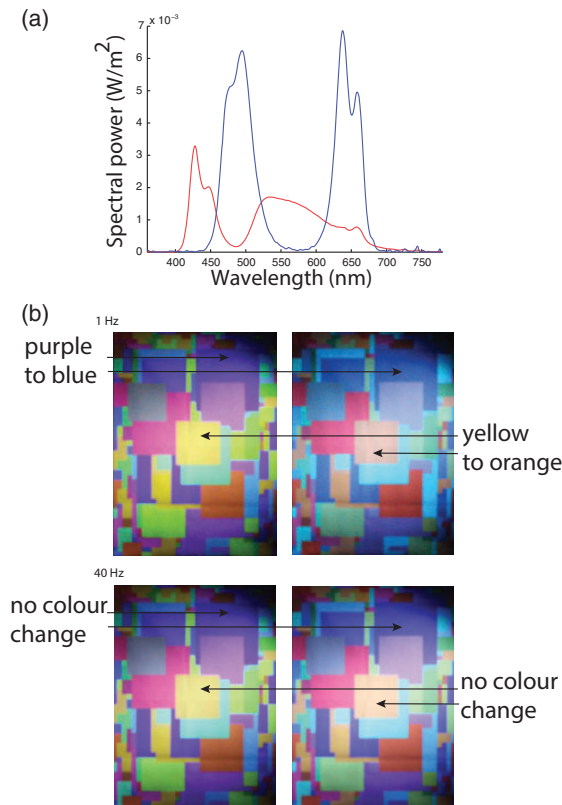 (a)
7 × 10⁻³
6
5
4
3
2
1
0
Spectral power (W/m²)
400 450 500 550 600 650 700 750
Wavelength (nm)
(b)
1 Hz
purple
to blue
yellow
to orange
40 Hz
no colour
change
no colour
change